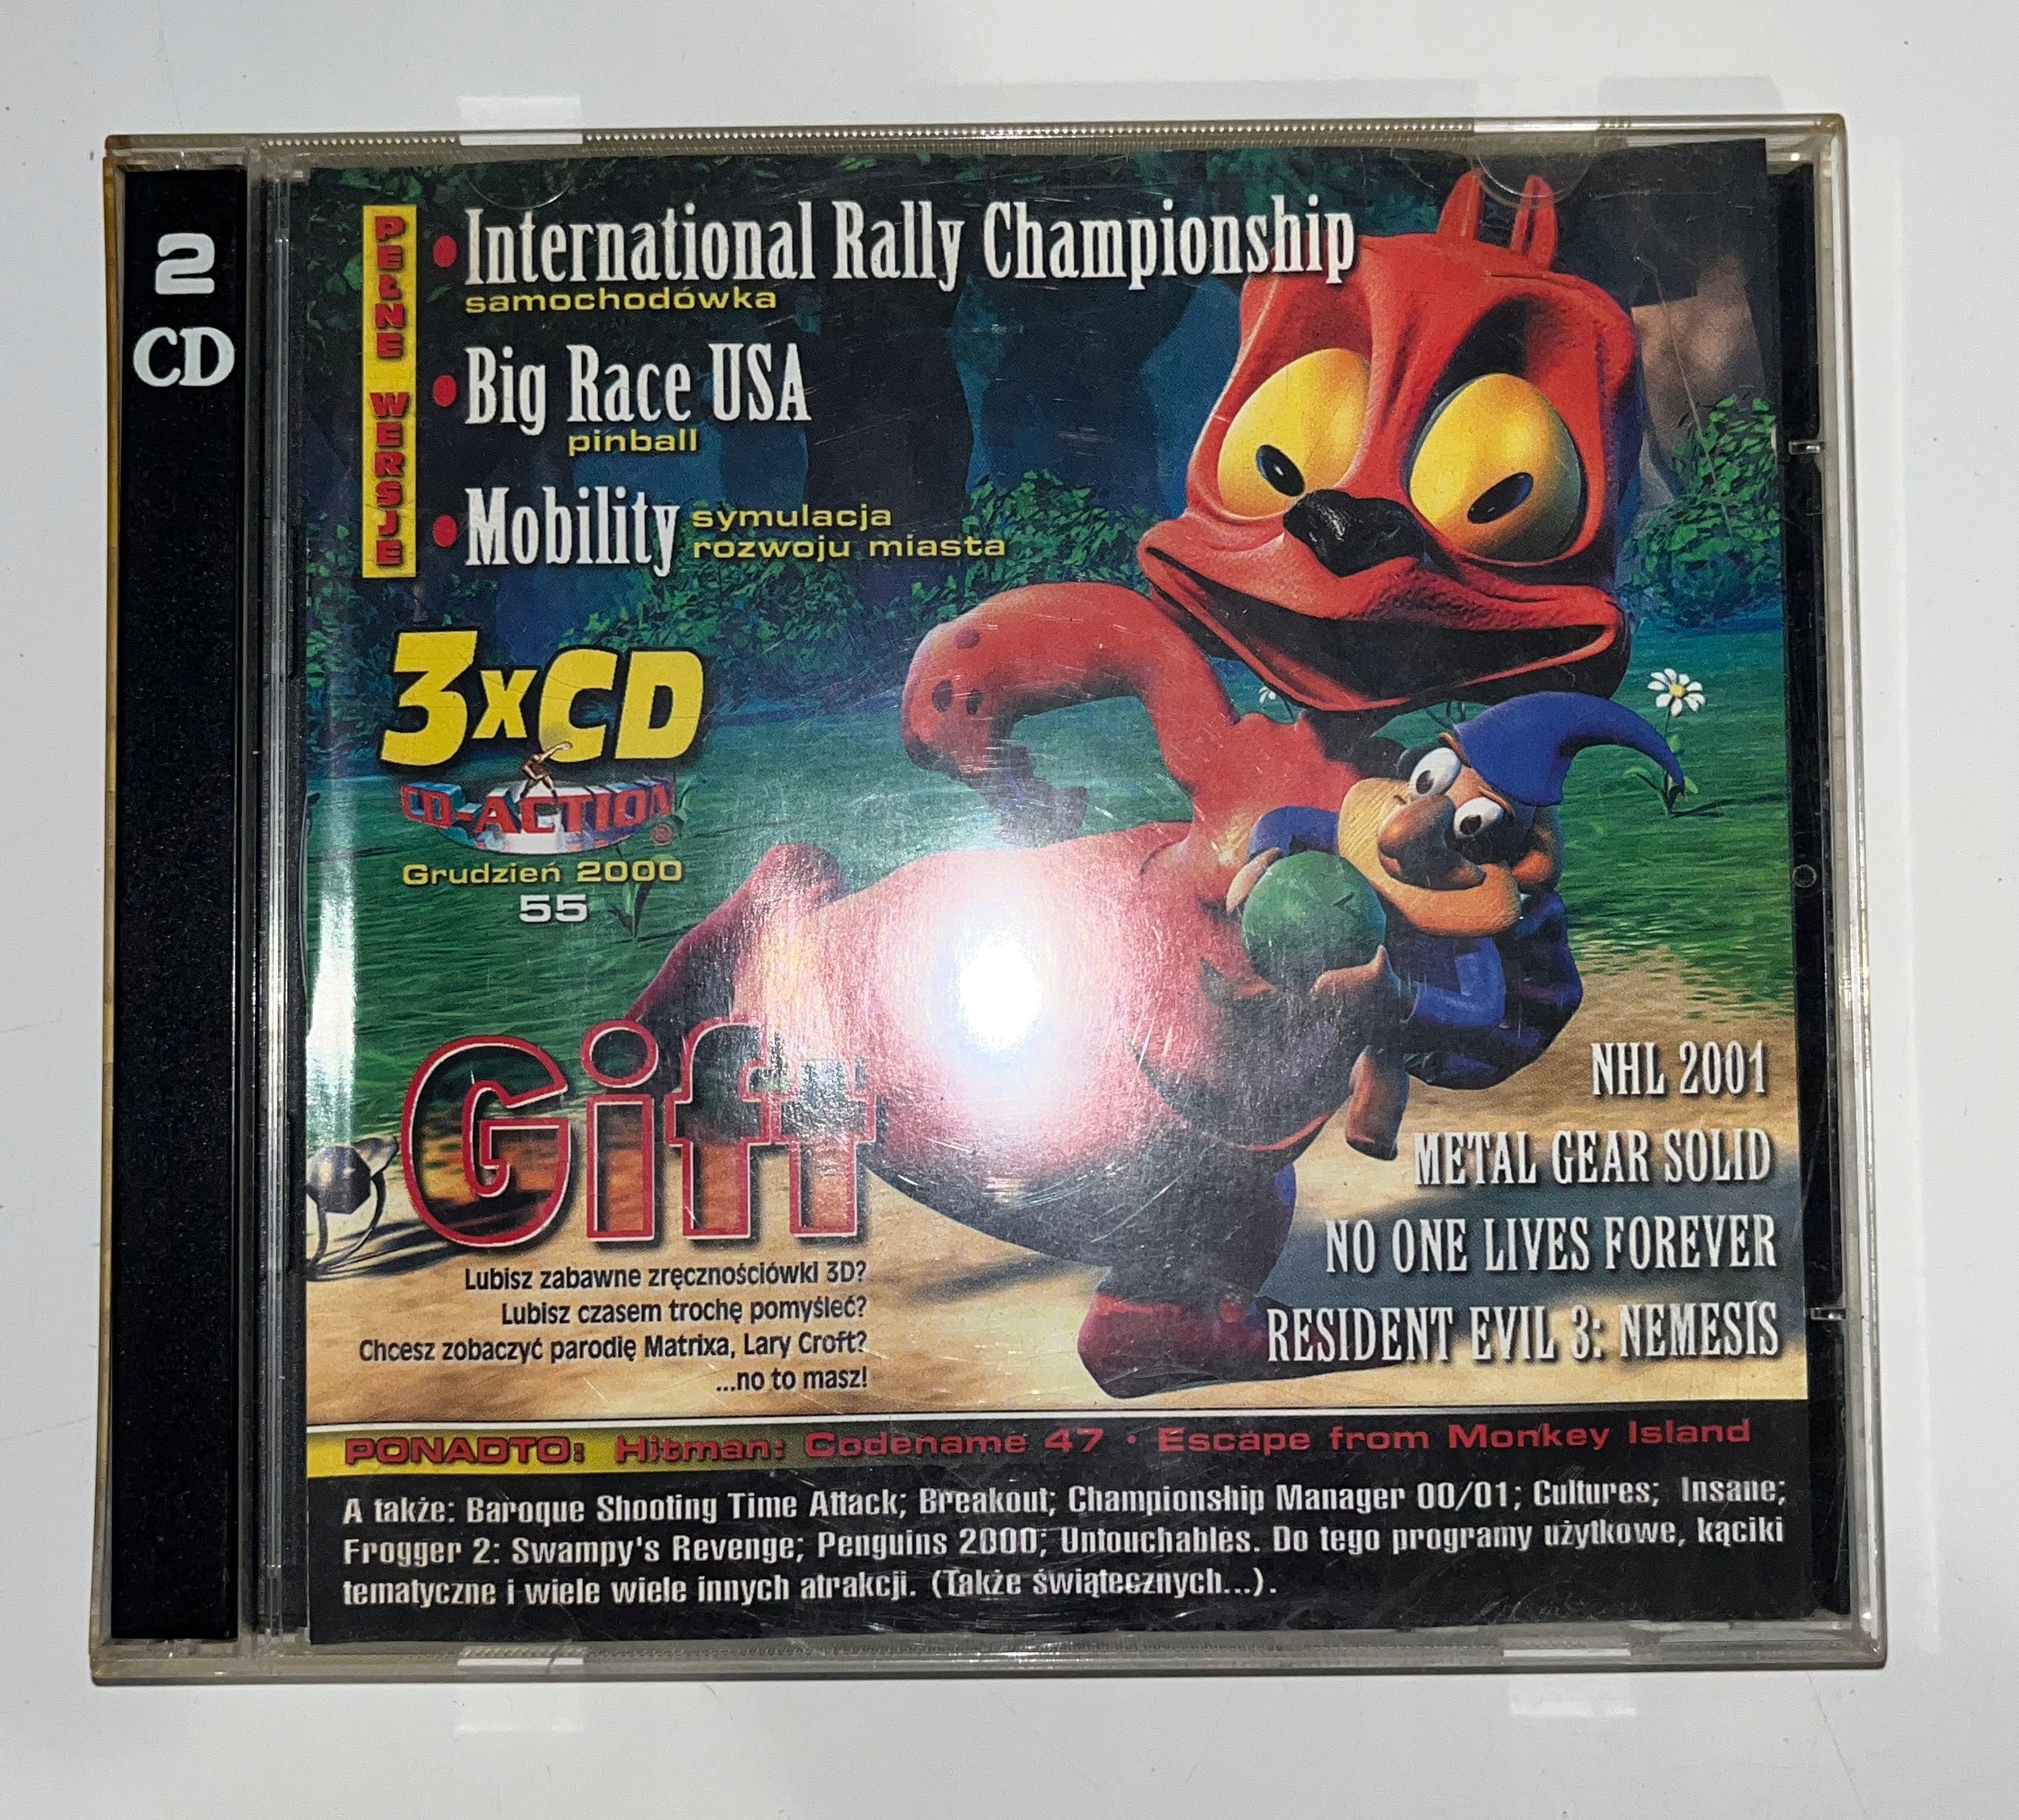 2
CD
PEŁNE WERSJE
• International Rally Championship
samochodówka
• Big Race USA
pinball
• Mobility symulacja
rozwoju miasta
3xCD
CD-ACTION
®
Grudzień 2000
55
Gift
Lubisz zabawne zręcznościówki 3D?
Lubisz czasem trochę pomyśleć?
Chcesz zobaczyć parodię Matrixa, Lary Croft?
...no to masz!
NHL 2001
METAL GEAR SOLID
NO ONE LIVES FOREVER
RESIDENT EVIL 3: NEMESIS
PONADTO: Hitman: Codename 47 • Escape from Monkey Island
A także: Baroque Shooting Time Attack; Breakout; Championship Manager 00/01; Cultures; Insane;
Frogger 2: Swampy's Revenge; Penguins 2000; Untouchables. Do tego programy użytkowe, kąciki
tematyczne i wiele wiele innych atrakcji. (Także świątecznych...).